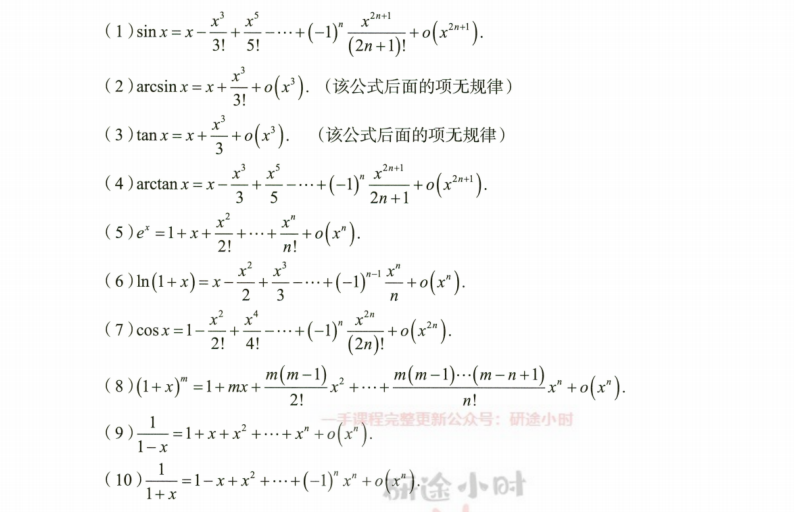 (1) sin x = x − x³/3! + x⁵/5! − ⋯ + (−1)ⁿ x²ⁿ⁺¹/(2n+1)! + o(x²ⁿ⁺¹).
(2) arcsin x = x + x³/3! + o(x³). (该公式后面的项无规律)
(3) tan x = x + x³/3 + o(x³). (该公式后面的项无规律)
(4) arctan x = x − x³/3 + x⁵/5 − ⋯ + (−1)ⁿ x²ⁿ⁺¹/2n+1 + o(x²ⁿ⁺¹).
(5) eˣ = 1 + x + x²/2! + ⋯ + xⁿ/n! + o(xⁿ).
(6) ln(1+x) = x − x²/2 + x³/3 − ⋯ + (−1)ⁿ⁻¹ xⁿ/n + o(xⁿ).
(7) cos x = 1 − x²/2! + x⁴/4! − ⋯ + (−1)ⁿ x²ⁿ/(2n)! + o(x²ⁿ).
(8) (1+x)ᵐ = 1 + mx + m(m−1)/2! x² + ⋯ + m(m−1)⋯(m−n+1)/n! xⁿ + o(xⁿ).
一手课程完整更新公众号：研途小时
(9) 1/1−x = 1 + x + x² + ⋯ + xⁿ + o(xⁿ).
(10) 1/1+x = 1 − x + x² + ⋯ + (−1)ⁿ xⁿ + o(xⁿ).
研途小时